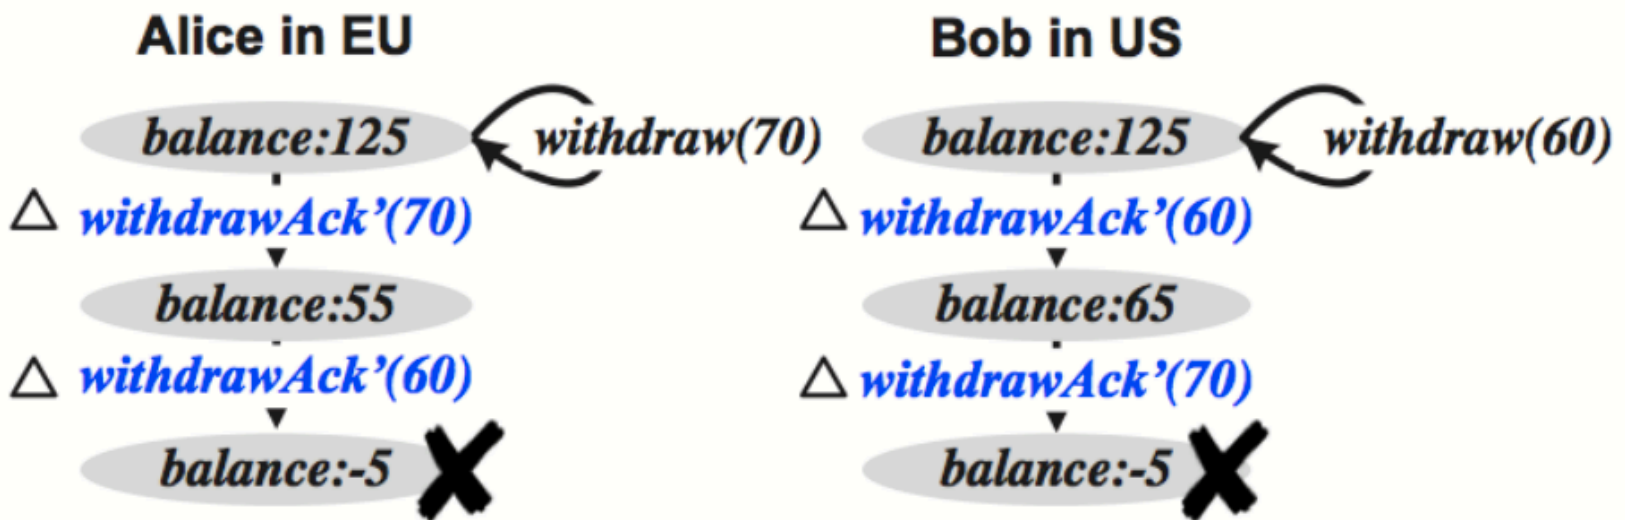 Alice in EU
balance:125
withdraw(70)
△ withdrawAck’(70)
balance:55
△ withdrawAck’(60)
balance:-5
Bob in US
balance:125
withdraw(60)
△ withdrawAck’(60)
balance:65
△ withdrawAck’(70)
balance:-5